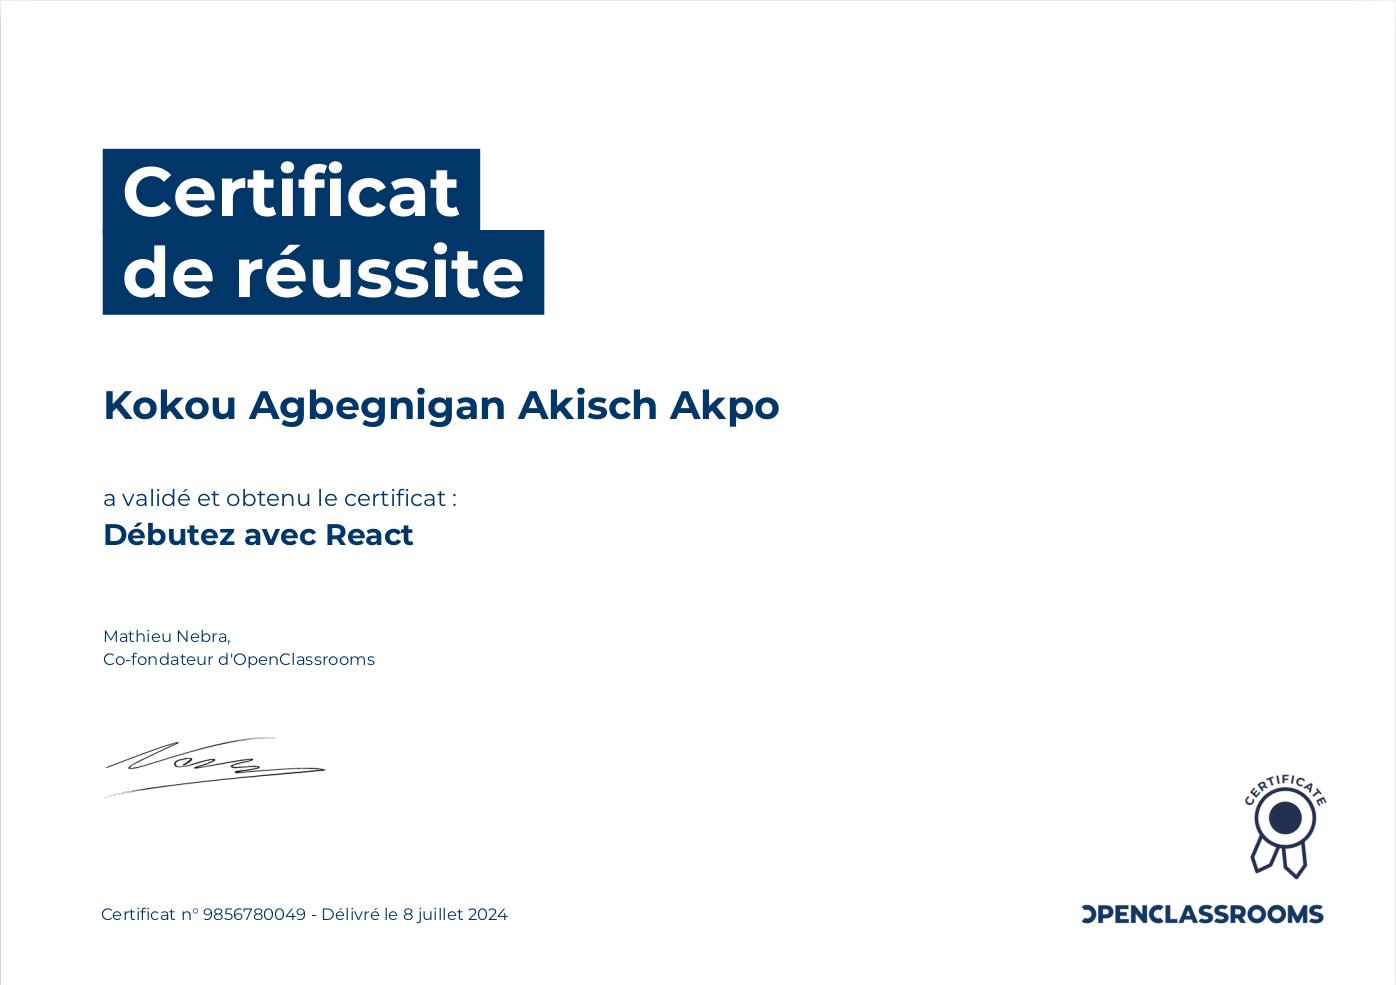 Certificat
de réussite
Kokou Agbegnigan Akisch Akpo
a validé et obtenu le certificat :
Débutez avec React
Mathieu Nebra,
Co-fondateur d'OpenClassrooms
CERTIFICATE
Certificat n° 9856780049 - Délivré le 8 juillet 2024
OPENCLASSROOMS